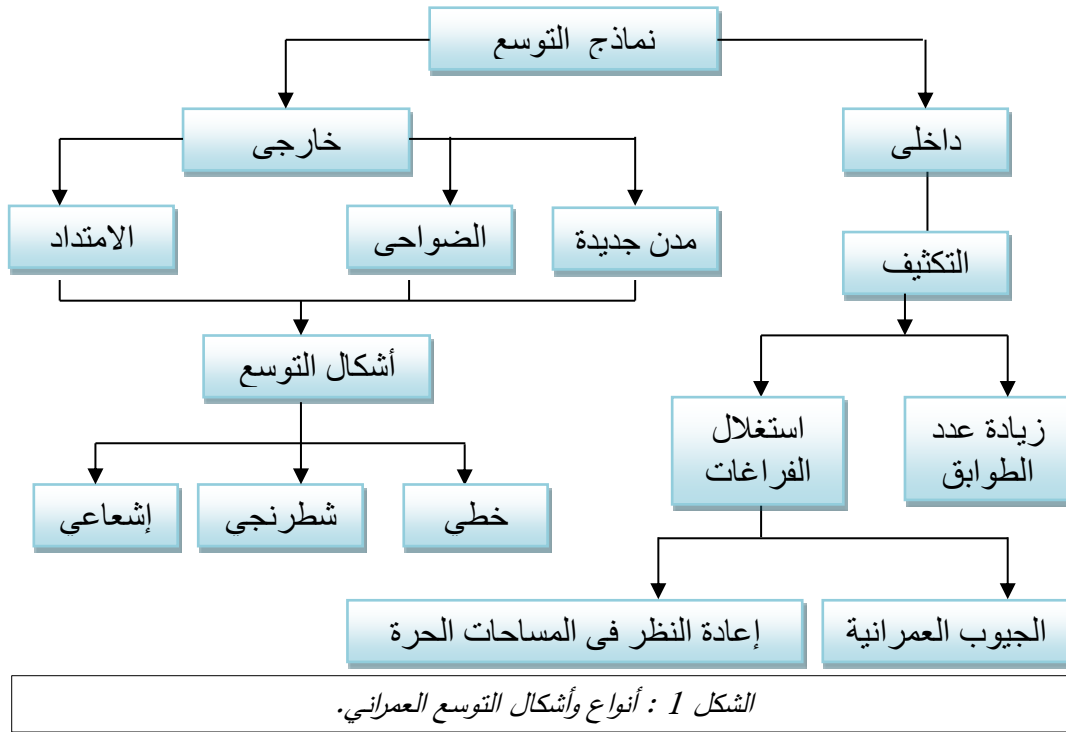 نماذج التوسع
داخلى
خارجى
مدن جديدة
الضواحى
الامتداد
التكثيف
أشكال التوسع
زيادة عدد
الطوابق
استغلال
الفراغات
خطي
شطرنجي
إشعاعي
الجيوب العمرانية
إعادة النظر فى المساحات الحرة
الشكل 1 : أنواع وأشكال التوسع العمراني.